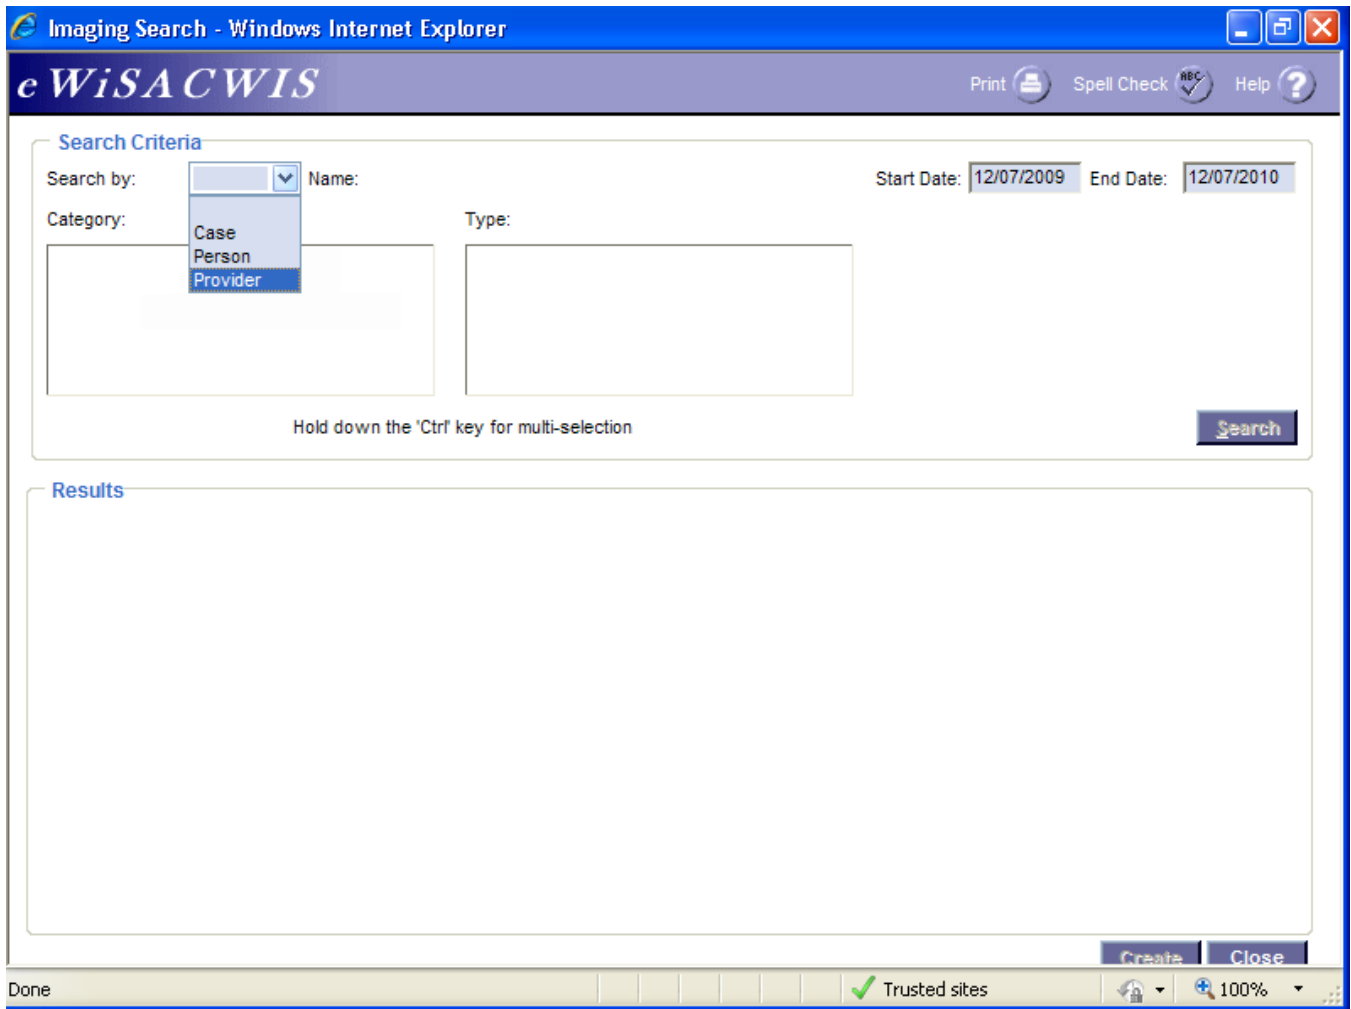 Imaging Search - Windows Internet Explorer
e WiSACWIS
Print Spell Check ABC Help ?
Search Criteria
Search by: Name: Start Date: 12/07/2009 End Date: 12/07/2010
Category: Type:
Case
Person
Provider
Hold down the 'Ctrl' key for multi-selection
Search
Results
Create Close
Done Trusted sites 100%